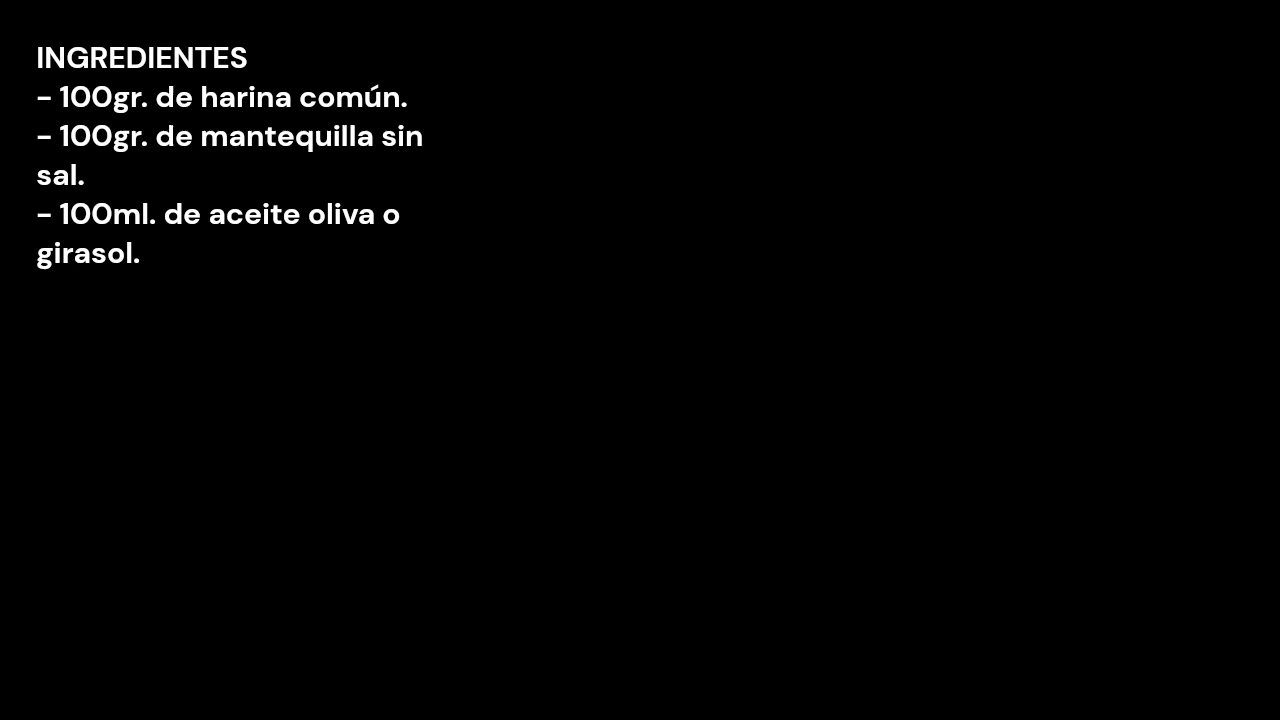 INGREDIENTES
- 100gr. de harina común.
- 100gr. de mantequilla sin
sal.
- 100ml. de aceite oliva o
girasol.